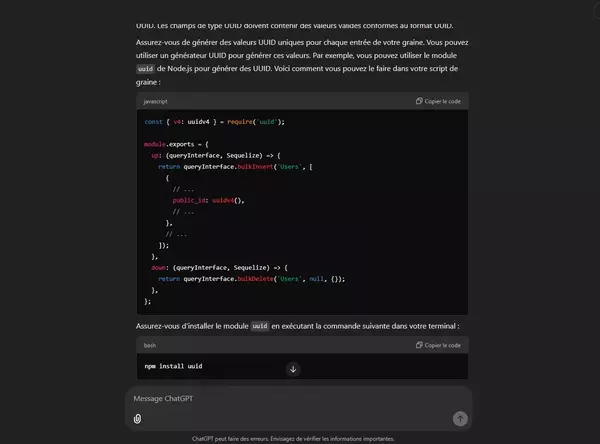 UUID. Les champs de type UUID doivent contenir des valeurs valides conformes au format UUID.
Assurez-vous de générer des valeurs UUID uniques pour chaque entrée de votre graine. Vous pouvez
utiliser un générateur UUID pour générer ces valeurs. Par exemple, vous pouvez utiliser le module
uuid de Node.js pour générer des UUID. Voici comment vous pouvez le faire dans votre script de
graine :
javascript Copier le code
const { v4: uuidv4 } = require('uuid');
module.exports = {
up: (queryInterface, Sequelize) => {
return queryInterface.bulkInsert('Users', [
{
// ...
public_id: uuidv4(),
// ...
},
// ...
]);
},
down: (queryInterface, Sequelize) => {
return queryInterface.bulkDelete('Users', null, {});
},
};
Assurez-vous d'installer le module uuid en exécutant la commande suivante dans votre terminal :
bash Copier le code
npm install uuid
Message ChatGPT
ChatGPT peut faire des erreurs. Envisagez de vérifier les informations importantes.